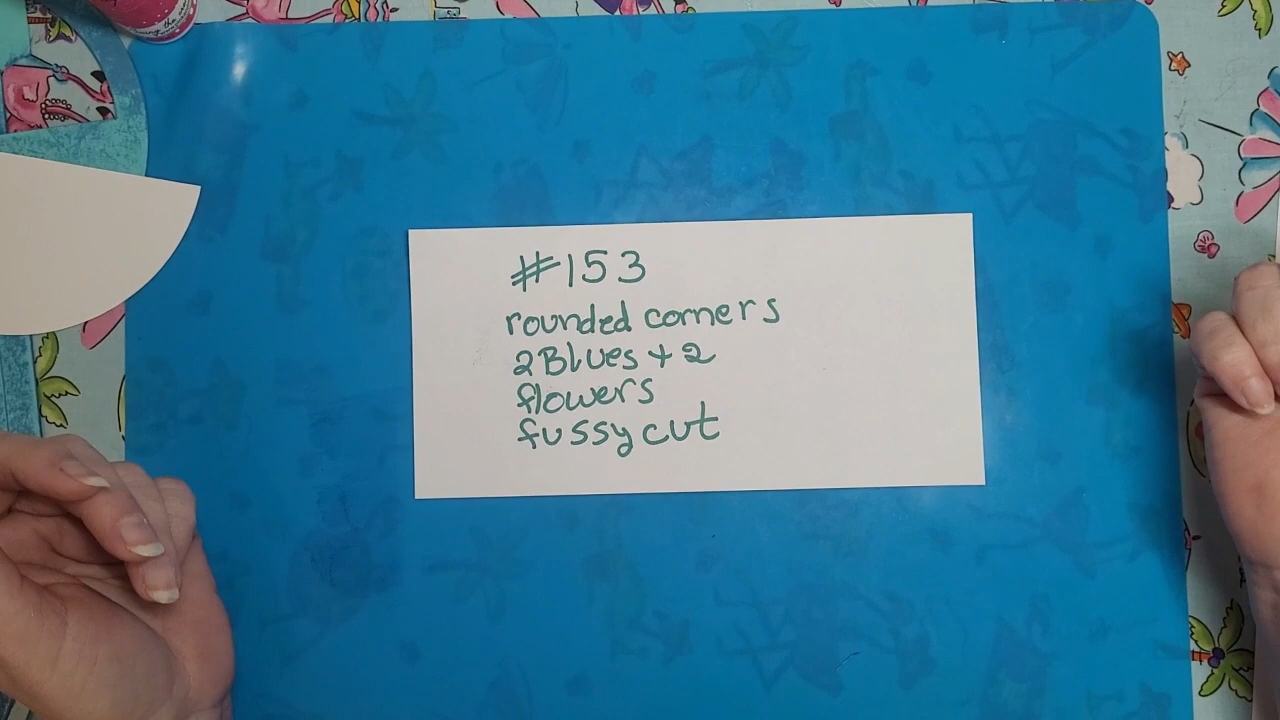 #153
rounded corners
2Blues + 2
flowers
fussy cut